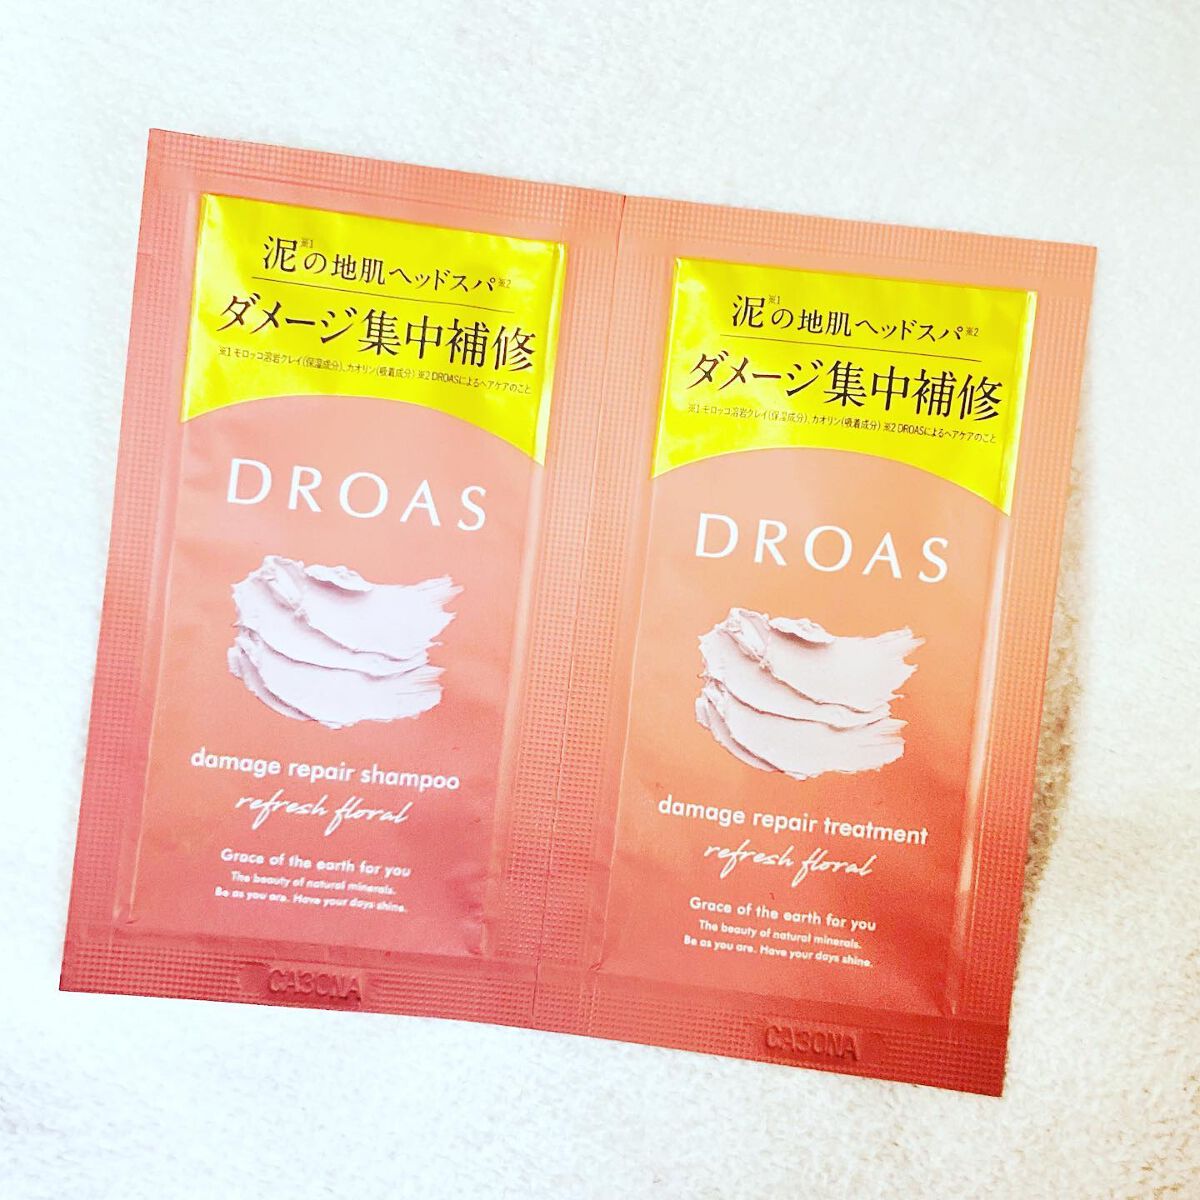 泥※1の地肌ヘッドスパ※2
ダメージ集中補修
※1 モロッコ溶岩クレイ(保湿成分)、カオリン(吸着成分) ※2 DROASによるヘアケアのこと
DROAS
damage repair shampoo
refresh floral
Grace of the earth for you
The beauty of natural minerals.
Be as you are. Have your days shine.
CA3ONA
泥※1の地肌ヘッドスパ※2
ダメージ集中補修
※1 モロッコ溶岩クレイ(保湿成分)、カオリン(吸着成分) ※2 DROASによるヘアケアのこと
DROAS
damage repair treatment
refresh floral
Grace of the earth for you
The beauty of natural minerals.
Be as you are. Have your days shine.
CA3ONA